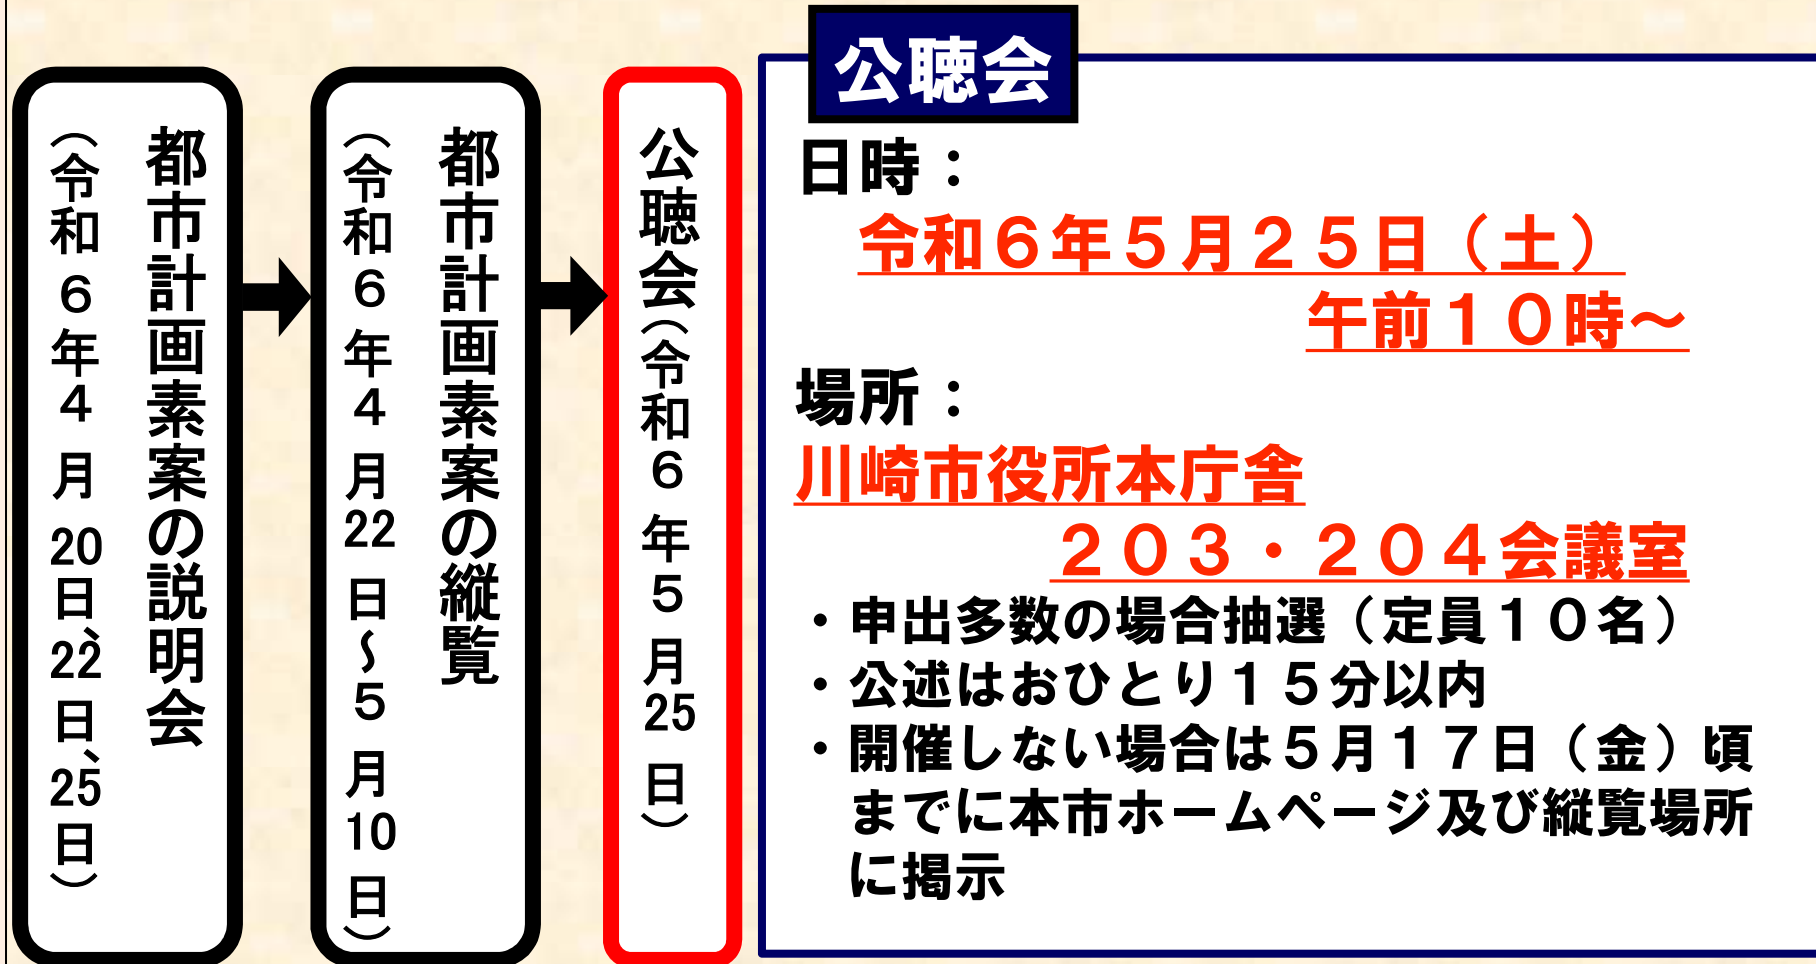 都市計画素案の説明会
（令和６年４月20日、22日、25日）
都市計画素案の縦覧
（令和６年４月22日～５月10日）
公聴会（令和６年５月25日）
公聴会
日時：
令和６年５月２５日（土）
午前１０時～
場所：
川崎市役所本庁舎
２０３・２０４会議室
・申出多数の場合抽選（定員１０名）
・公述はおひとり１５分以内
・開催しない場合は５月１７日（金）頃
までに本市ホームページ及び縦覧場所
に掲示